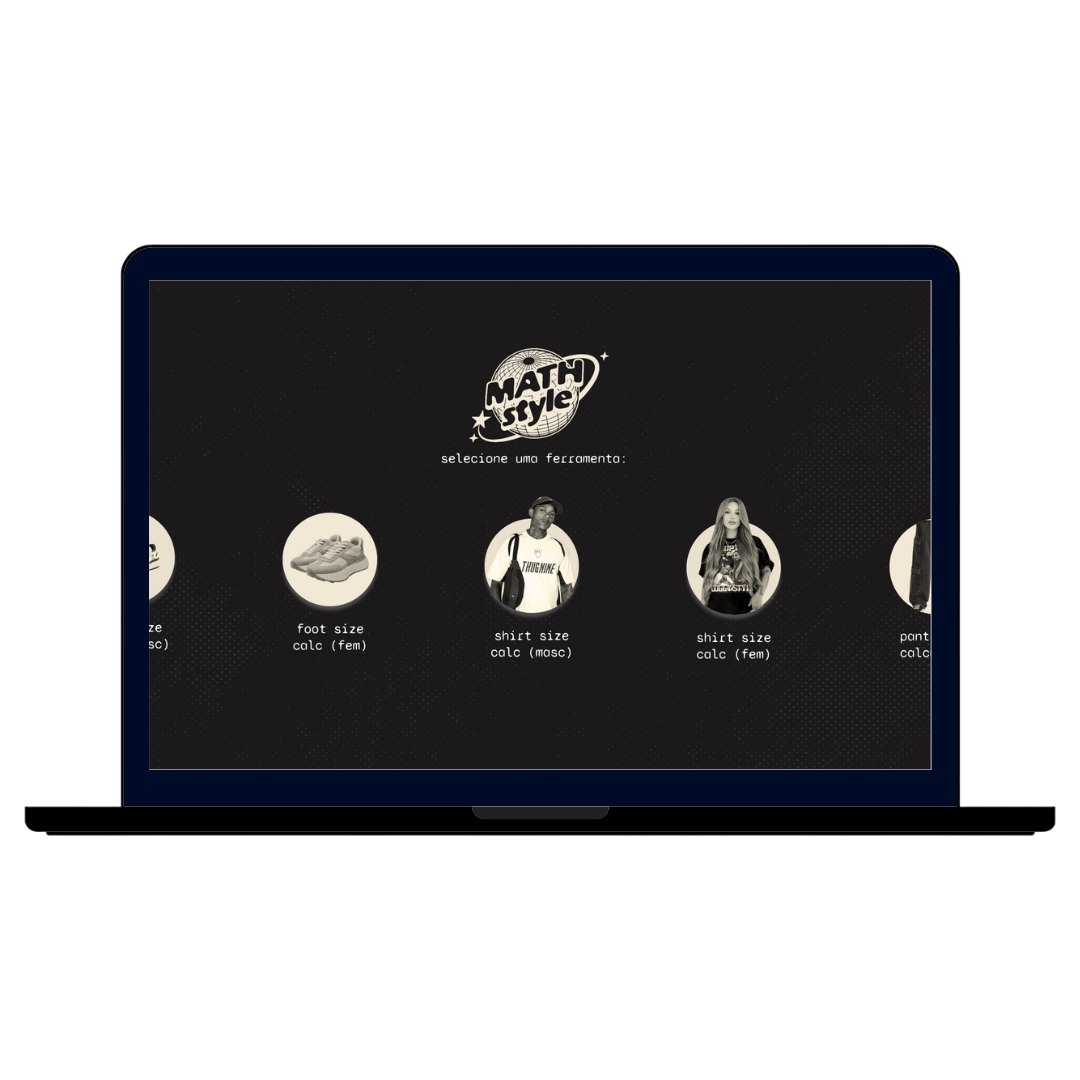 MATH
style
selecione uma ferramenta:
THUGNINE
ze
sc)
foot size
calc (fem)
shirt size
calc (masc)
shirt size
calc (fem)
pant
calc